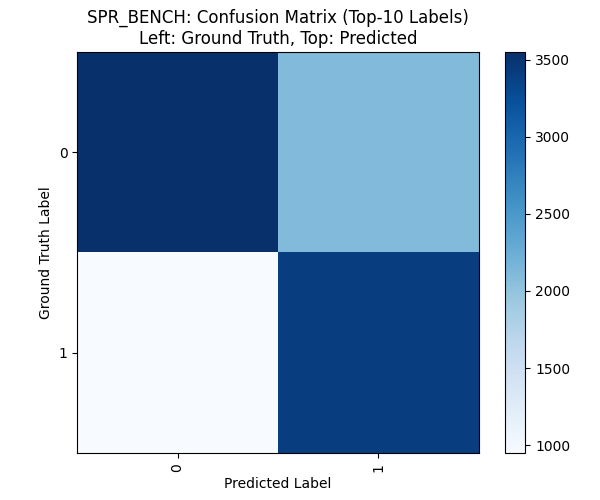 SPR_BENCH: Confusion Matrix (Top-10 Labels)
Left: Ground Truth, Top: Predicted
Ground Truth Label
0
1
0
1
Predicted Label
3500
3000
2500
2000
1500
1000